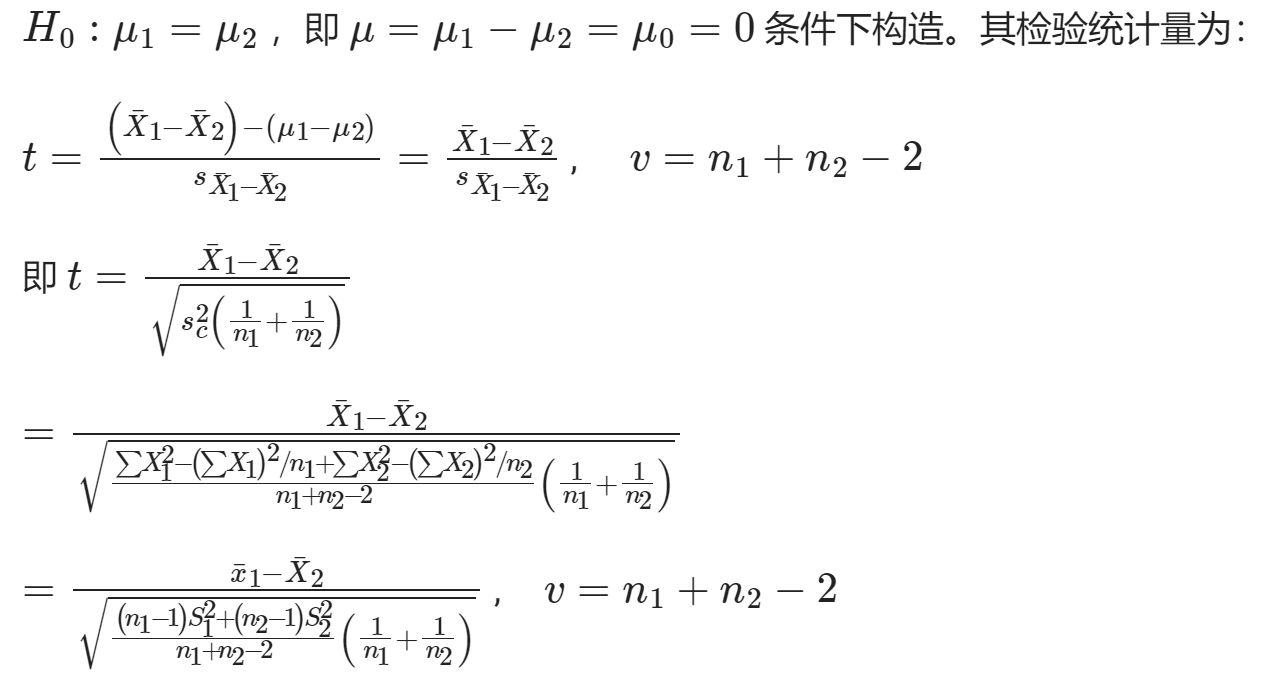 $H_0 : \mu_1 = \mu_2$，即 $\mu = \mu_1 - \mu_2 = \mu_0 = 0$ 条件下构造。其检验统计量为：
$t = \frac{(\bar{X}_1 - \bar{X}_2) - (\mu_1 - \mu_2)}{s_{\bar{X}_1 - \bar{X}_2}} = \frac{\bar{X}_1 - \bar{X}_2}{s_{\bar{X}_1 - \bar{X}_2}}, \quad v = n_1 + n_2 - 2$
即 $t = \frac{\bar{X}_1 - \bar{X}_2}{\sqrt{s_c^2 \left( \frac{1}{n_1} + \frac{1}{n_2} \right)}}$
$= \frac{\bar{X}_1 - \bar{X}_2}{\sqrt{\frac{\sum X_1^2 - (\sum X_1)^2 / n_1 + \sum X_2^2 - (\sum X_2)^2 / n_2}{n_1 + n_2 - 2} \left( \frac{1}{n_1} + \frac{1}{n_2} \right)}}$
$= \frac{\bar{x}_1 - \bar{X}_2}{\sqrt{\frac{(n_1 - 1) S_1^2 + (n_2 - 1) S_2^2}{n_1 + n_2 - 2} \left( \frac{1}{n_1} + \frac{1}{n_2} \right)}}, \quad v = n_1 + n_2 - 2$